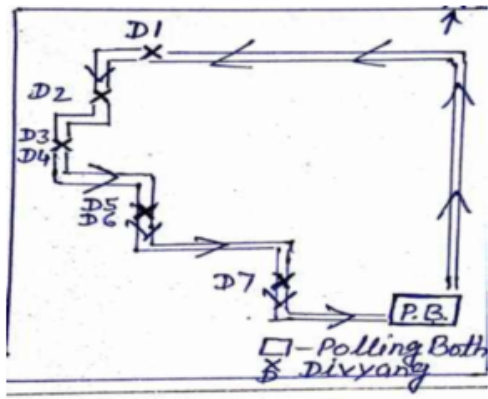 D1
D2
D3
D4
D5
D6
D7
P.B.
□ - Polling Both
X D Divyang